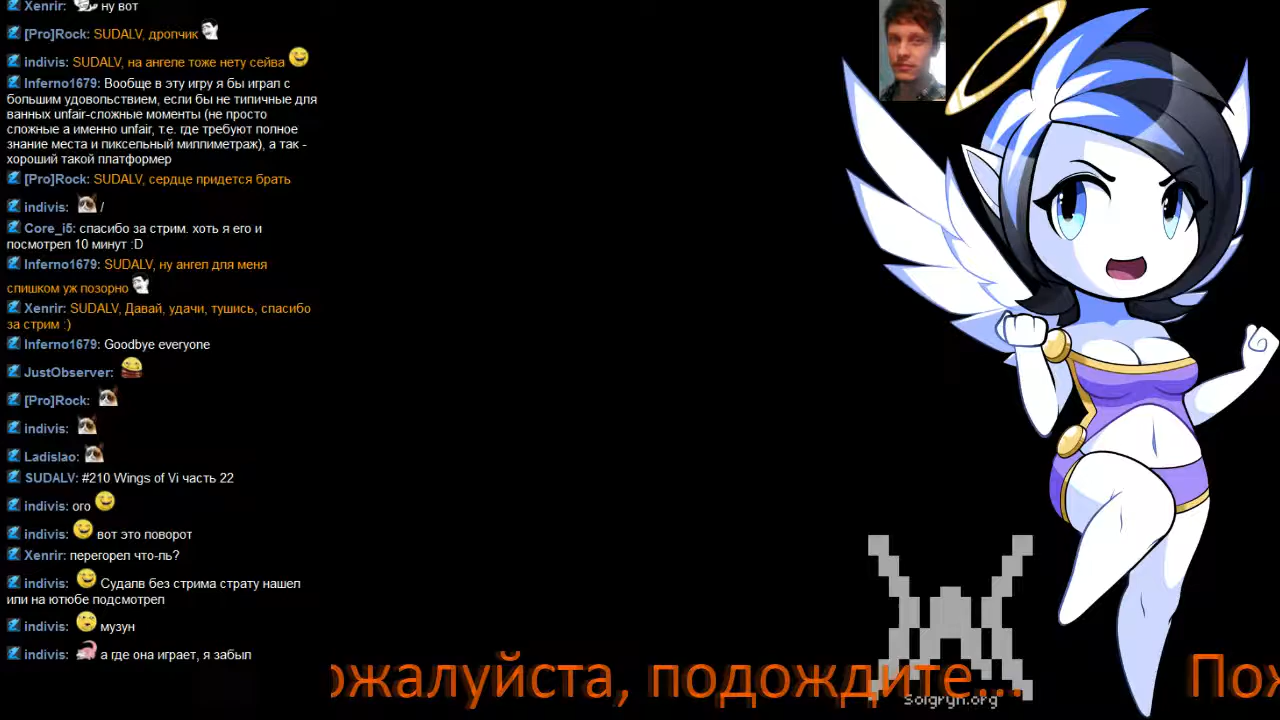 Xenrir: ну вот
[Pro]Rock: SUDALV, дропчик
indivis: SUDALV, на ангеле тоже нету сейва
Inferno1679: Вообще в эту игру я бы играл с
большим удовольствием, если бы не типичные для
ванных unfair-сложные моменты (не просто
сложные а именно unfair, т.е. где требуют полное
знание места и пиксельный миллиметраж), а так -
хороший такой платформер
[Pro]Rock: SUDALV, сердце придется брать
indivis: /
Core_i5: спасибо за стрим. хоть я его и
посмотрел 10 минут :D
Inferno1679: SUDALV, ну ангел для меня
слишком уж позорно
Xenrir: SUDALV, Давай, удачи, тушись, спасибо
за стрим :)
Inferno1679: Goodbye everyone
JustObserver:
[Pro]Rock:
indivis:
Ladislao:
SUDALV: #210 Wings of Vi часть 22
indivis: ого
indivis: вот это поворот
Xenrir: перегорел что-ль?
indivis: Судалв без стрима страту нашел
или на ютюбе подсмотрел
indivis: музун
indivis: а где она играет, я забыл
ожалуйста, подождите... Пож
Solgryn.org